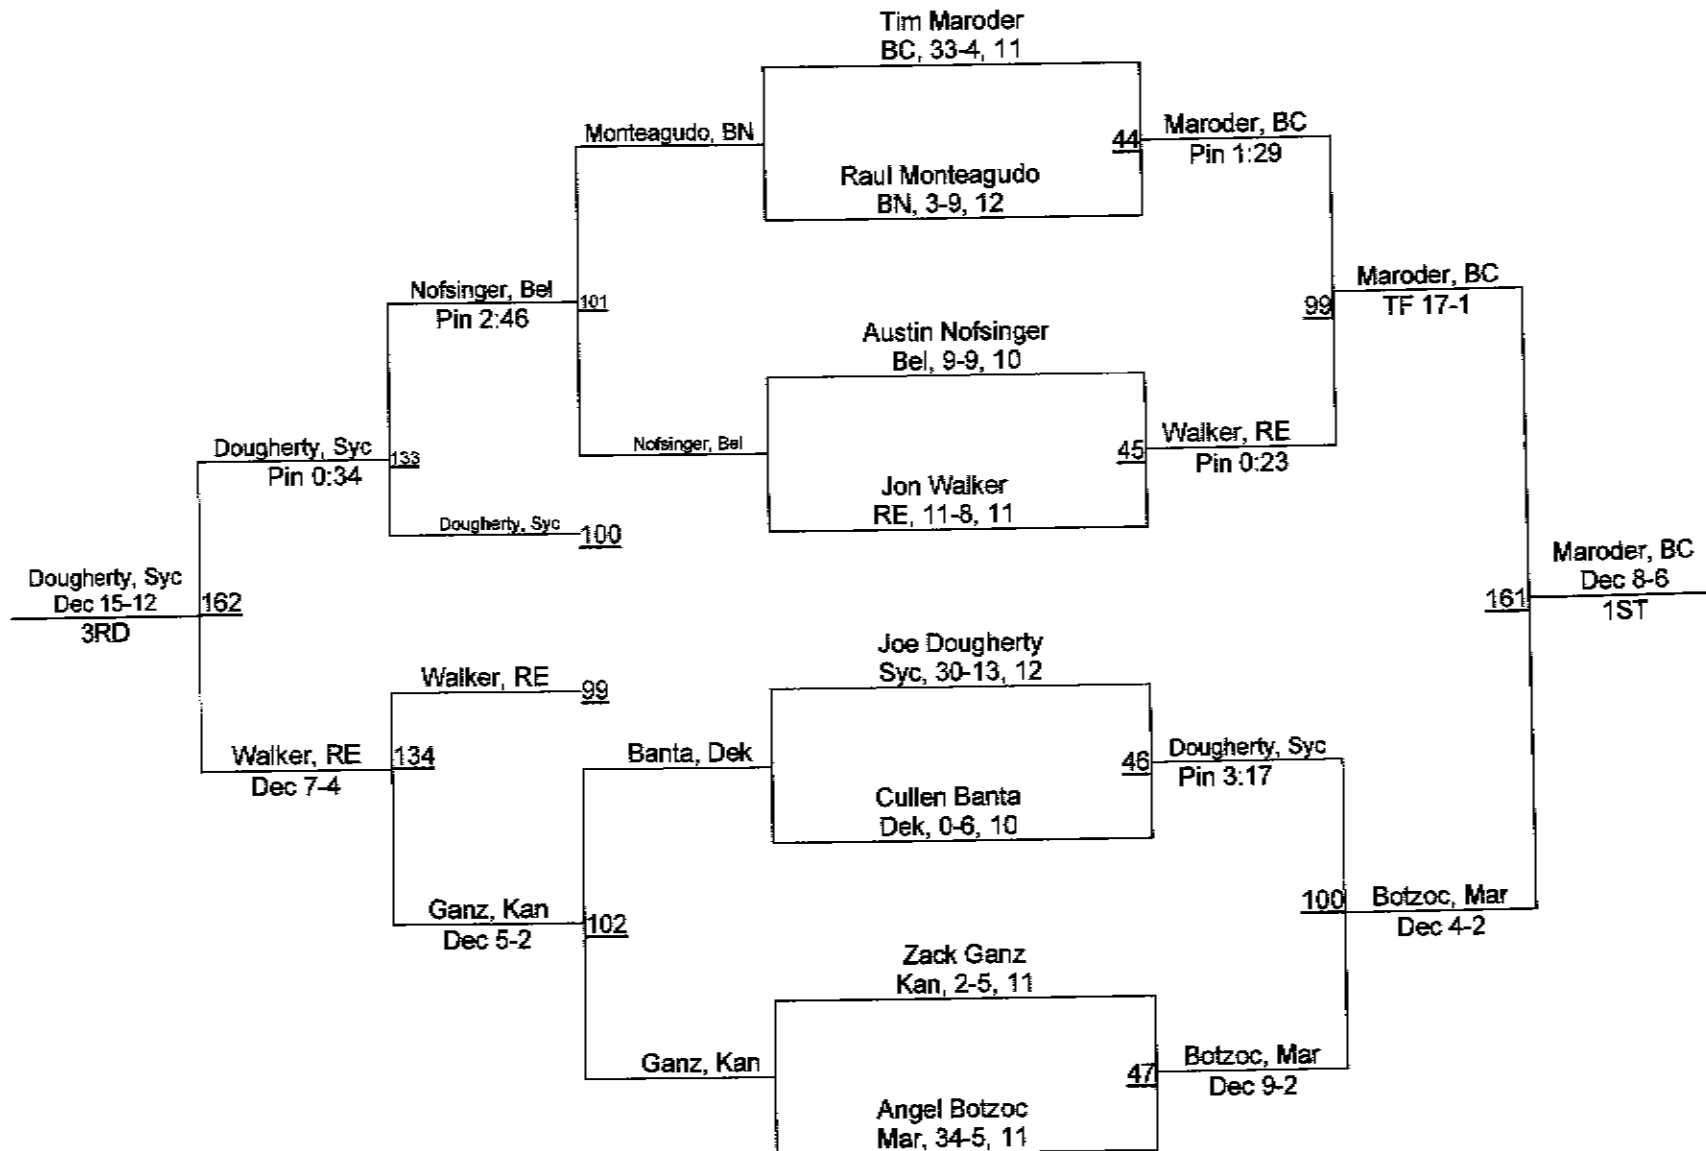 Tim Maroder
BC, 33-4, 11
Monteagudo, BN
44
Maroder, BC
Pin 1:29
Raul Monteagudo
BN, 3-9, 12
Nofsinger, Bel
Pin 2:46
101
99
Maroder, BC
TF 17-1
Austin Nofsinger
Bel, 9-9, 10
Nofsinger, Bel
45
Walker, RE
Pin 0:23
Jon Walker
RE, 11-8, 11
Dougherty, Syc
Pin 0:34
133
Dougherty, Syc
100
Dougherty, Syc
Dec 15-12
3RD
162
161
Maroder, BC
Dec 8-6
1ST
Joe Dougherty
Syc, 30-13, 12
Walker, RE
99
Walker, RE
Dec 7-4
134
Banta, Dek
46
Dougherty, Syc
Pin 3:17
Cullen Banta
Dek, 0-6, 10
Ganz, Kan
Dec 5-2
102
100
Botzoc, Mar
Dec 4-2
Zack Ganz
Kan, 2-5, 11
Ganz, Kan
47
Botzoc, Mar
Dec 9-2
Angel Botzoc
Mar, 34-5, 11